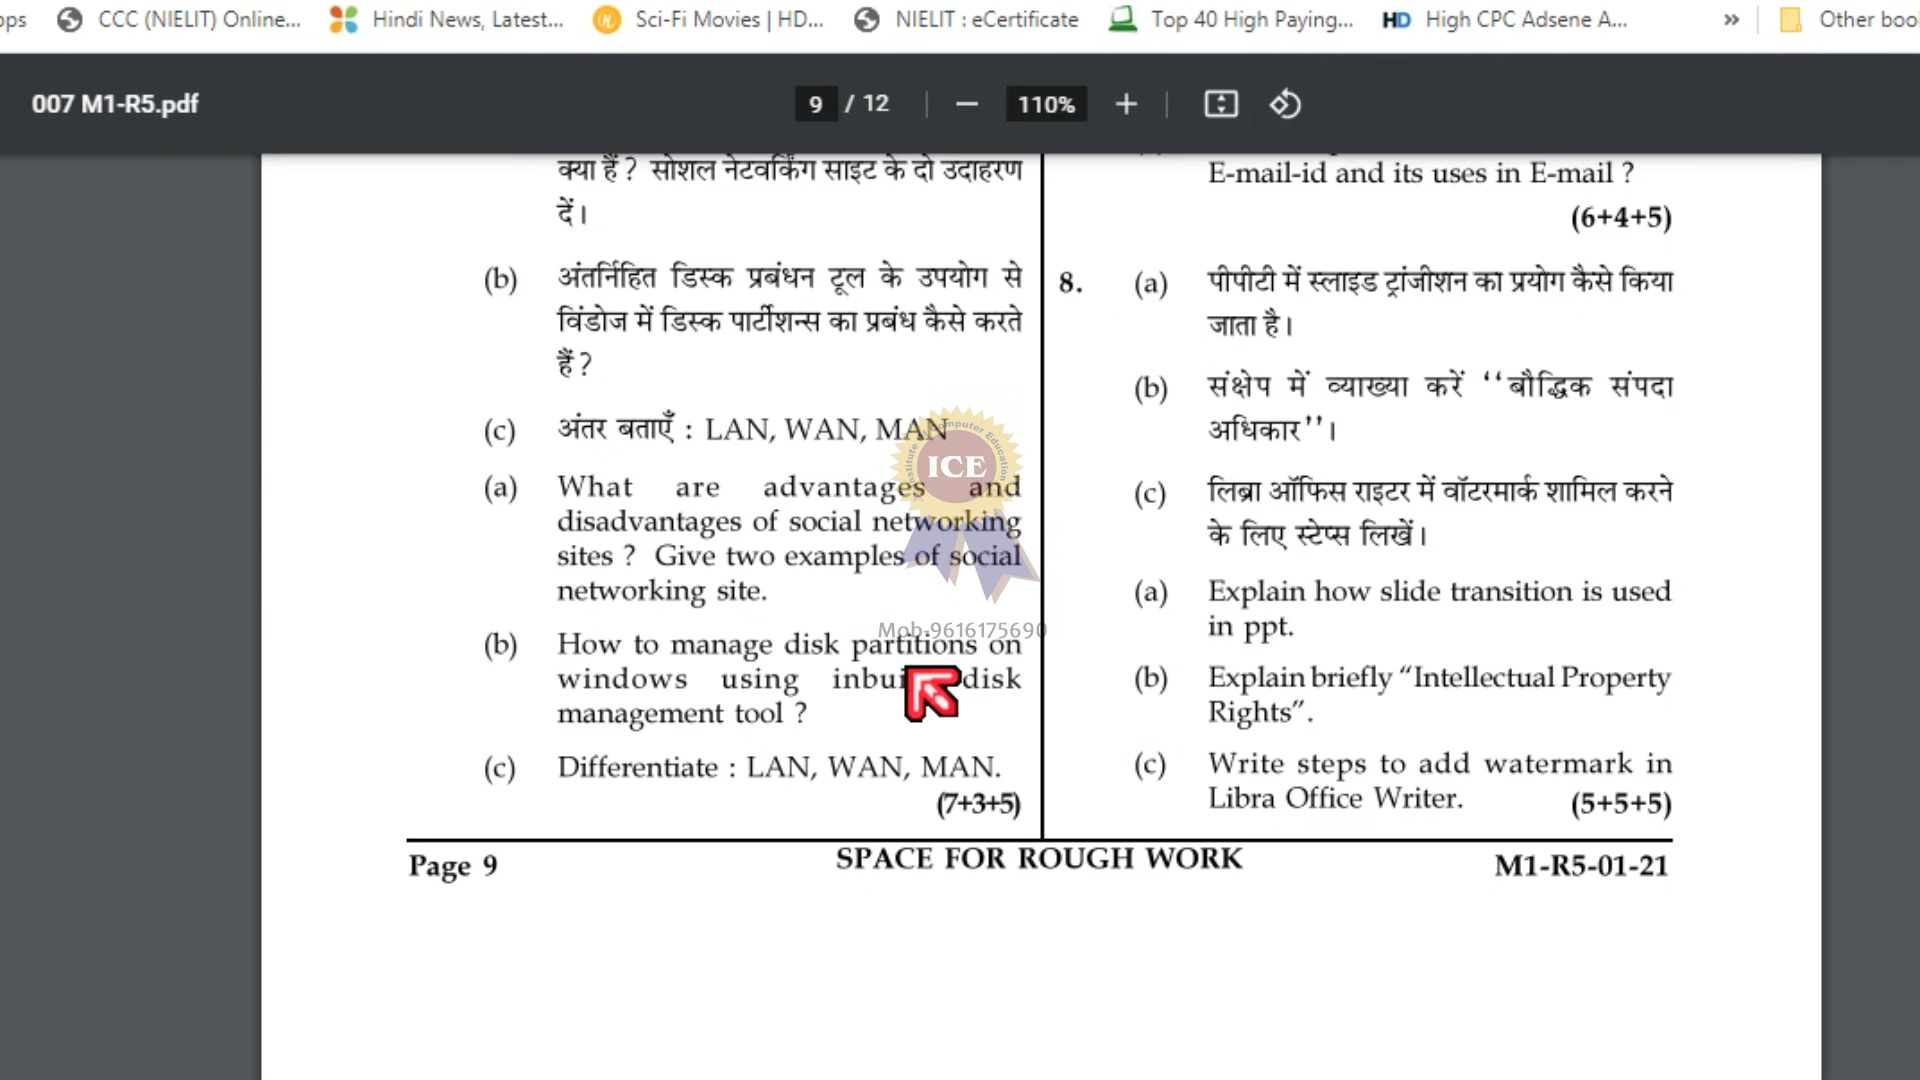 CCC (NIELIT) Online...
Hindi News, Latest...
Sci-Fi Movies | HD...
NIELIT : eCertificate
Top 40 High Paying...
HD High CPC Adsene A...
»
007 M1-R5.pdf
9 / 12
110%
क्या हैं ? सोशल नेटवर्किंग साइट के दो उदाहरण
दें।
(b) अंतर्निहित डिस्क प्रबंधन टूल के उपयोग से
विंडोज में डिस्क पार्टीशन्स का प्रबंध कैसे करते
हैं ?
(c) अंतर बताएँ : LAN, WAN, MAN
(a) What are advantages and
disadvantages of social networking
sites ? Give two examples of social
networking site.
(b) How to manage disk partitions on
windows using disk
management tool ?
(c) Differentiate : LAN, WAN, MAN.
(7+3+5)
E-mail-id and its uses in E-mail ?
(6+4+5)
8. (a) पीपीटी में स्लाइड ट्रांजीशन का प्रयोग कैसे किया
जाता है।
(b) संक्षेप में व्याख्या करें ‘‘बौद्धिक संपदा
अधिकार’’।
(c) लिब्रा ऑफिस राइटर में वॉटरमार्क शामिल करने
के लिए स्टेप्स लिखें।
(a) Explain how slide transition is used
in ppt.
(b) Explain briefly “Intellectual Property
Rights”.
(c) Write steps to add watermark in
Libra Office Writer. (5+5+5)
ICE
Mob-9616175690
Page 9
SPACE FOR ROUGH WORK
M1-R5-01-21